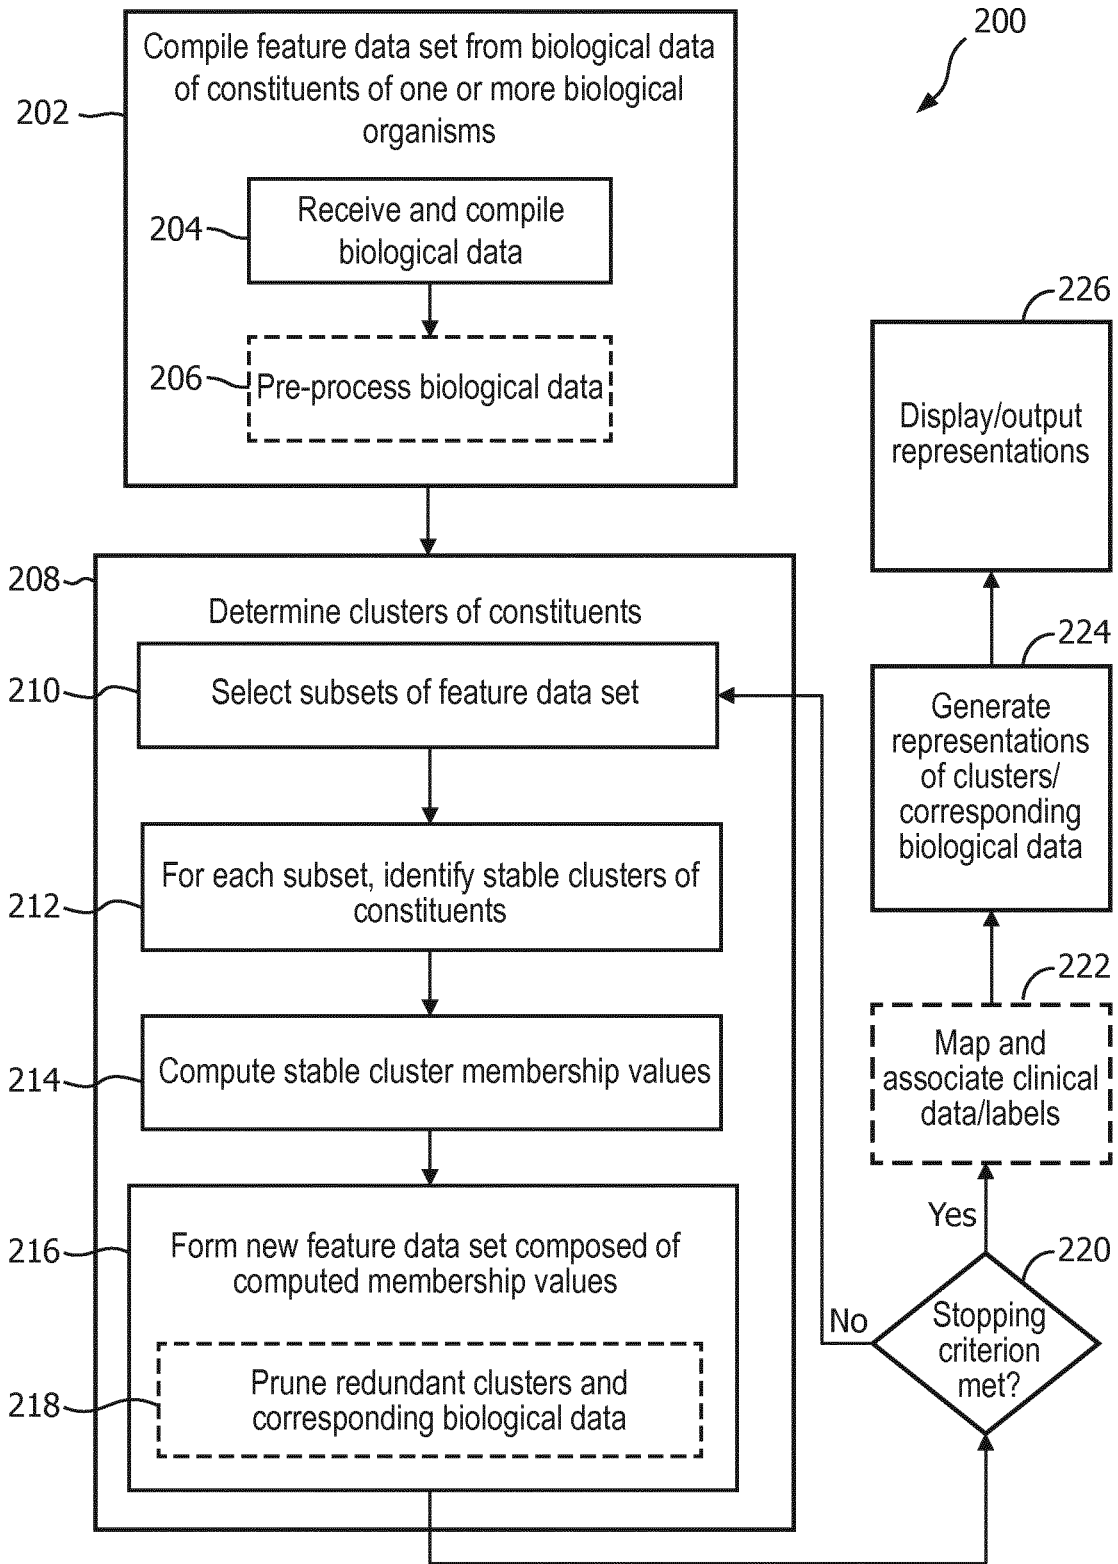 200
Compile feature data set from biological data
of constituents of one or more biological
organisms
202
Receive and compile
biological data
204
Pre-process biological data
206
208
Determine clusters of constituents
210
Select subsets of feature data set
212
For each subset, identify stable clusters of
constituents
214
Compute stable cluster membership values
216
Form new feature data set composed of
computed membership values
218
Prune redundant clusters and
corresponding biological data
220
Stopping
criterion
met?
No
Yes
222
Map and
associate clinical
data/labels
224
Generate
representations
of clusters/
corresponding
biological data
226
Display/output
representations